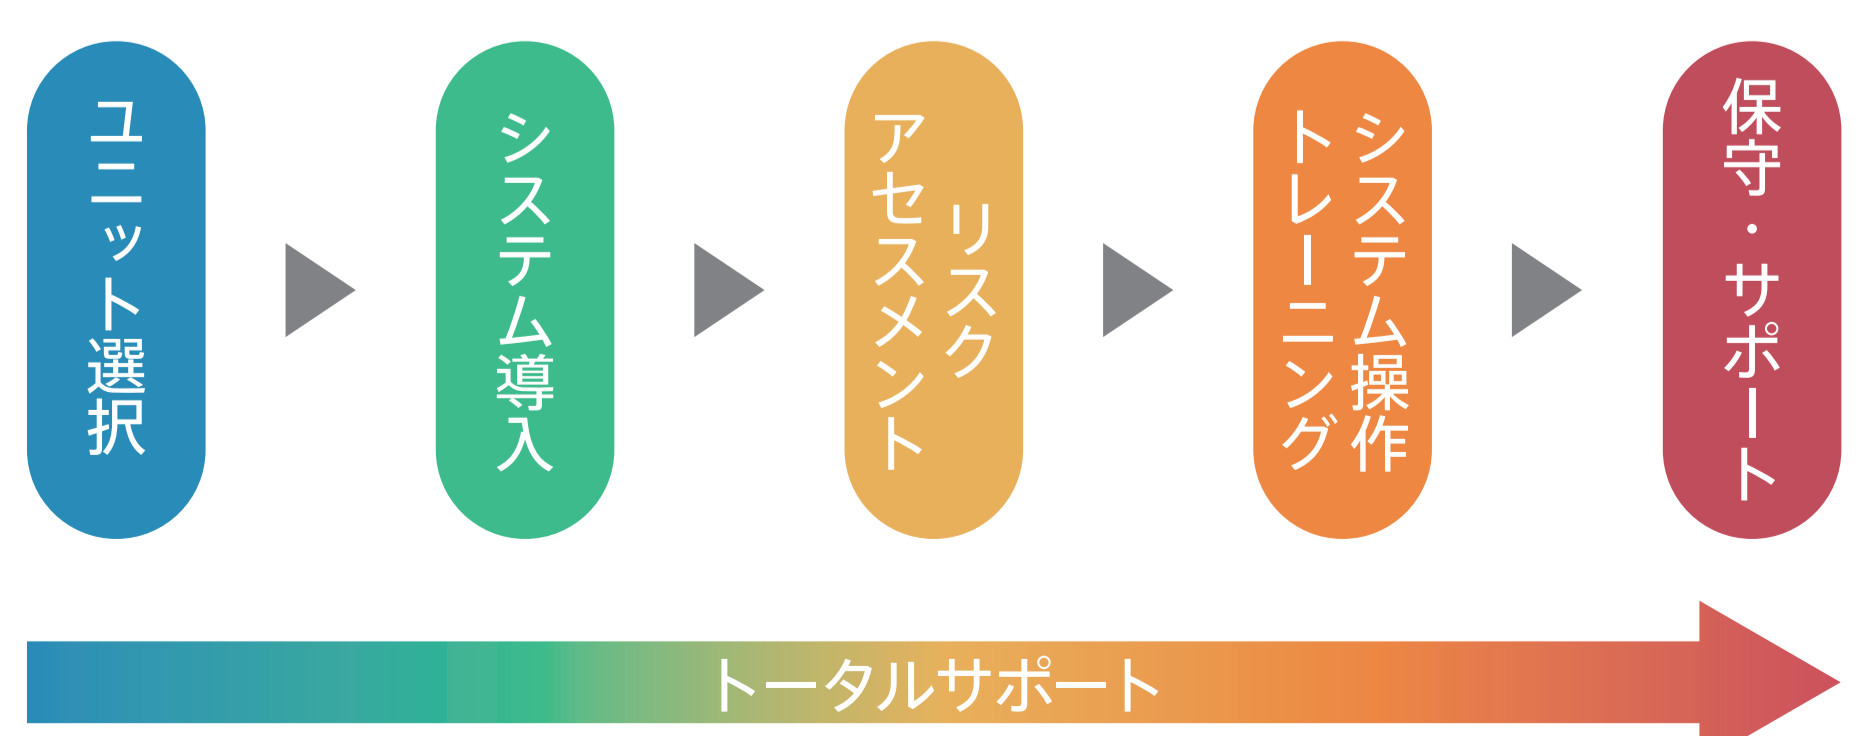 ユニット選択
システム導入
リスク
アセスメント
システム操作
トレーニング
保守・サポート
トータルサポート